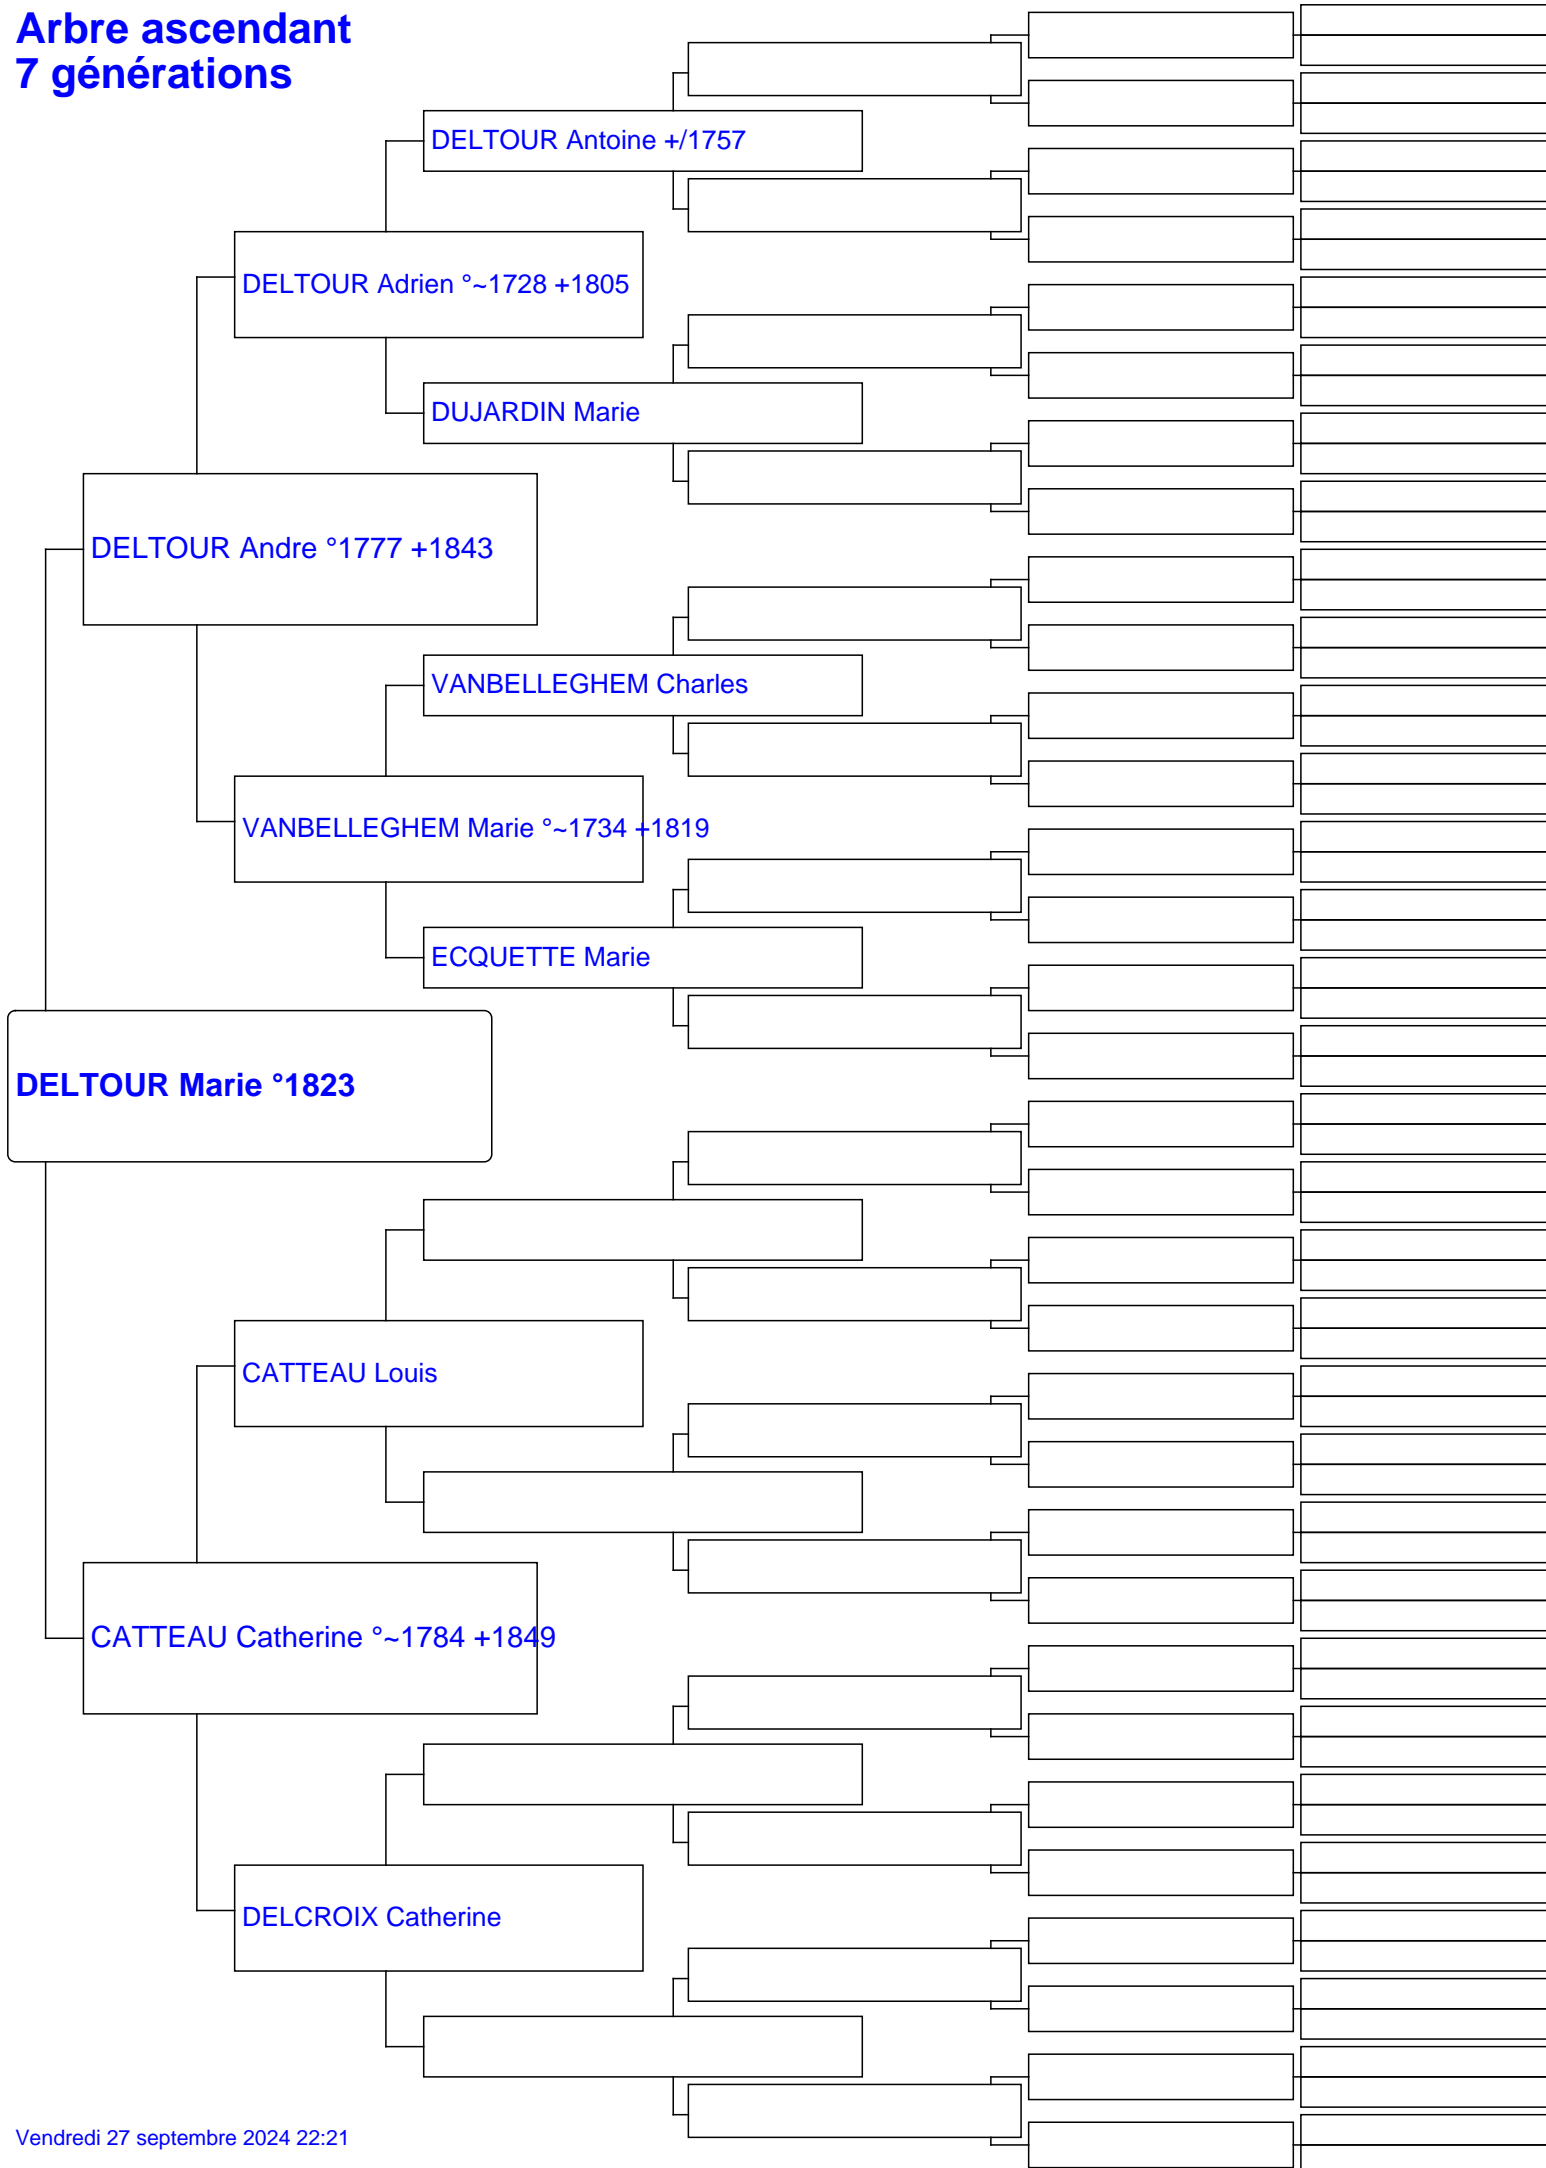 Arbre ascendant
7 générations
DELTOUR Antoine +/1757
DELTOUR Adrien °~1728 +1805
DUJARDIN Marie
DELTOUR Andre °1777 +1843
VANBELLEGHEM Charles
VANBELLEGHEM Marie °~1734 +1819
ECQUETTE Marie
DELTOUR Marie °1823
CATTEAU Louis
CATTEAU Catherine °~1784 +1849
DELCROIX Catherine
Vendredi 27 septembre 2024 22:21